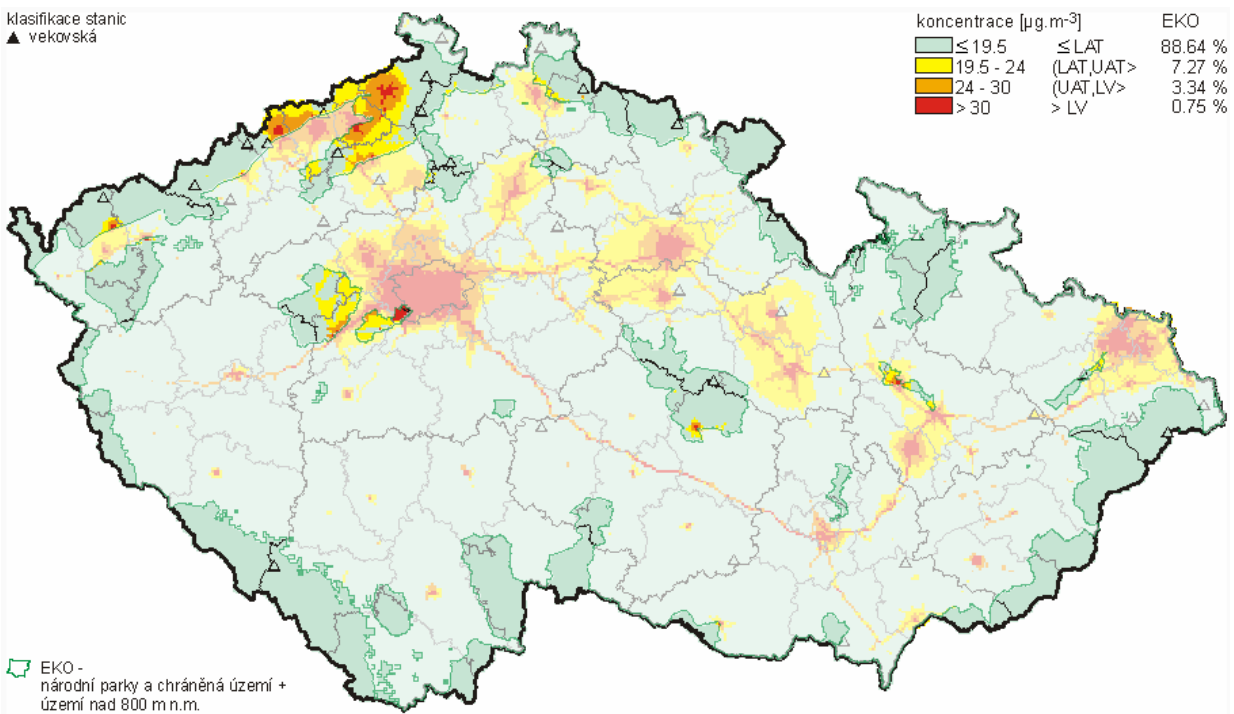 klasifikace stanic
▲ vekovská
koncentrace [µg.m⁻³] EKO
≤ 19.5 ≤ LAT 88.64 %
19.5 - 24 (LAT,UAT> 7.27 %
24 - 30 (UAT,LV> 3.34 %
> 30 > LV 0.75 %
EKO -
národní parky a chráněná území +
území nad 800 m n.m.